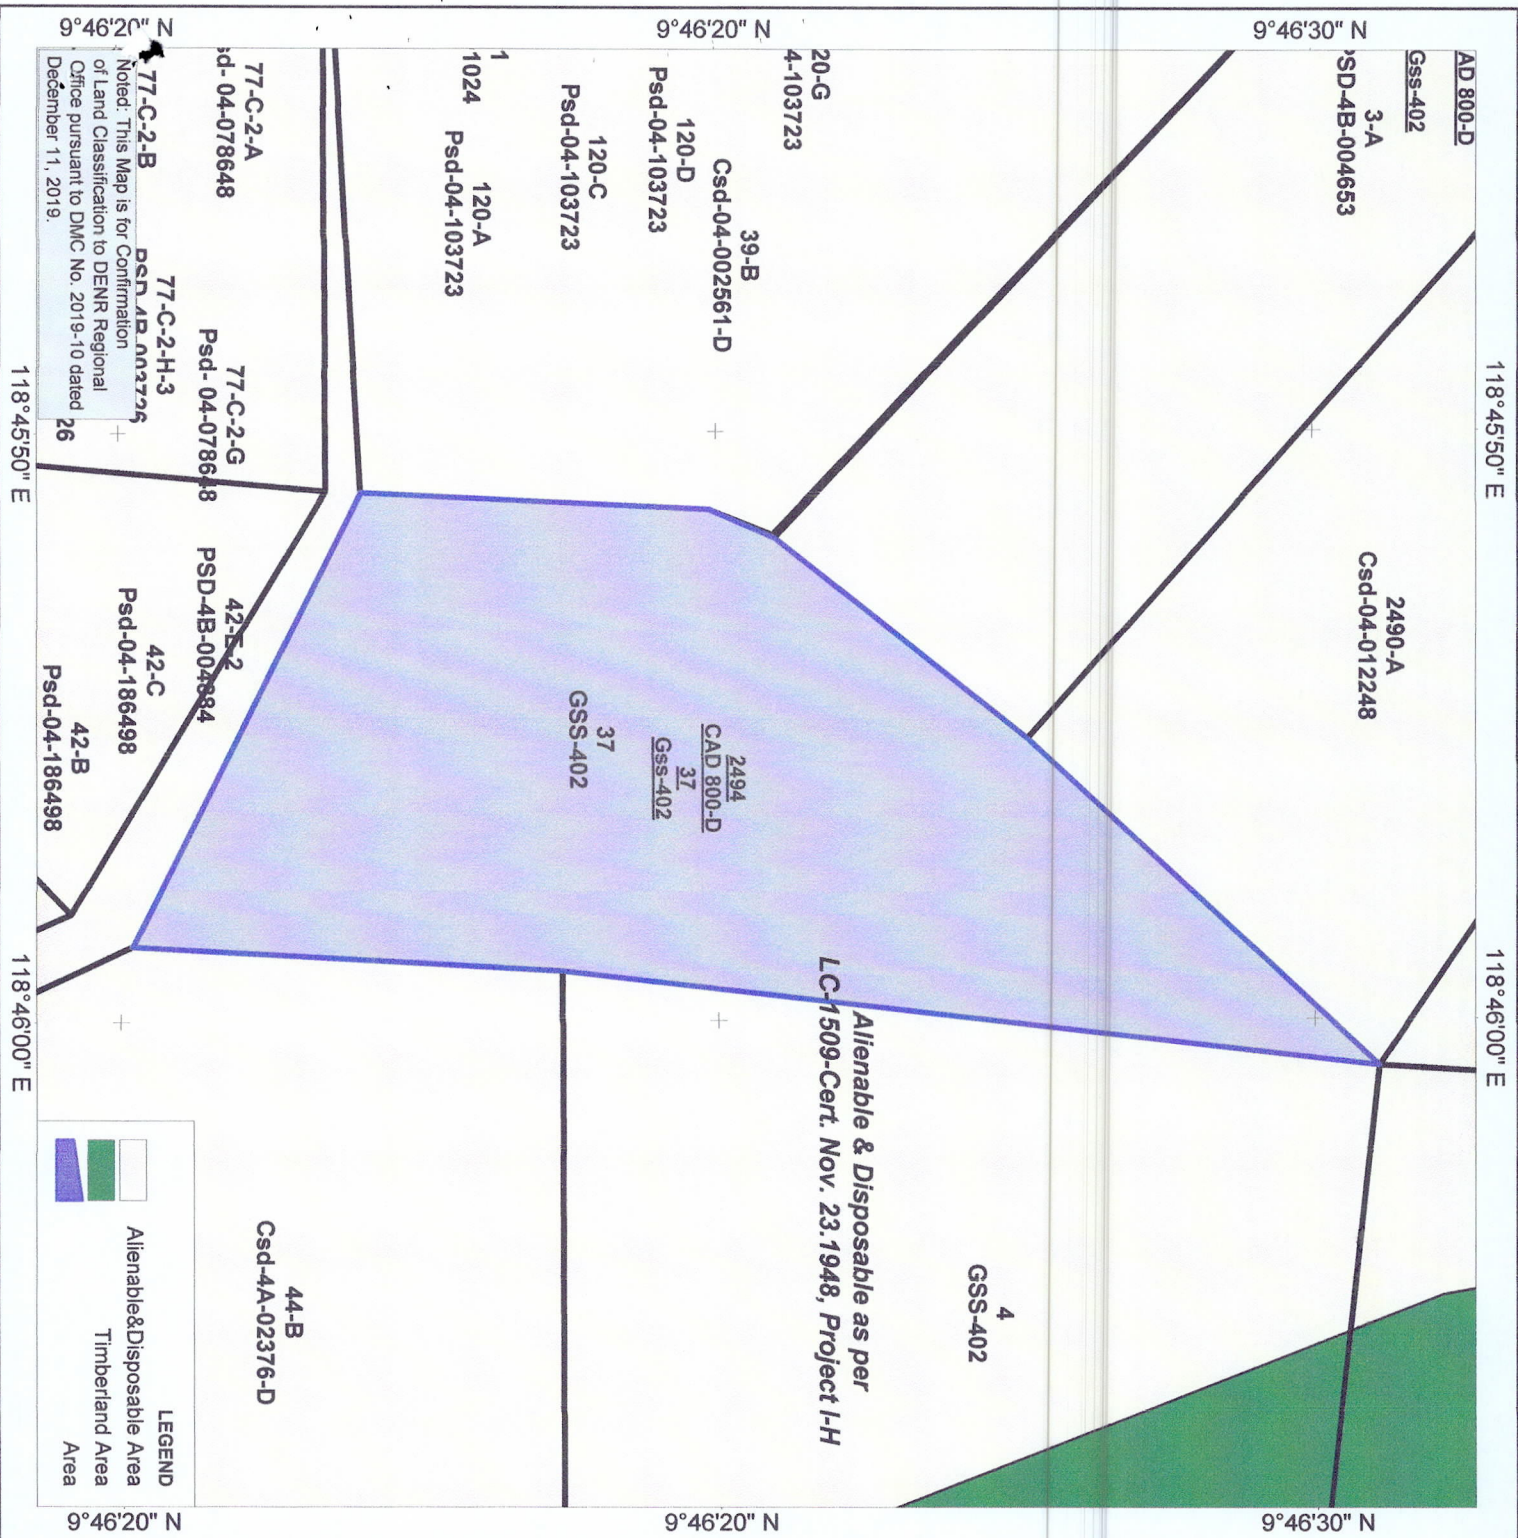 9°46'20" N
9°46'20" N
9°46'30" N
118°45'50" E
118°46'00" E
118°45'50" E
118°46'00" E
9°46'20" N
9°46'20" N
9°46'30" N
AD 800-D
Gss-402
3-A
PSD-4B-004653
2490-A
Csd-04-012248
20-G
4-103723
39-B
Csd-04-002561-D
120-D
Psd-04-103723
120-C
Psd-04-103723
1
1024
120-A
Psd-04-103723
77-C-2-A
sd- 04-078648
77-C-2-B
77-C-2-H-3
PSD-4B-003726
26
77-C-2-G
Psd- 04-078648
42-E-2
PSD-4B-004884
42-C
Psd-04-186498
42-B
Psd-04-186498
2494
CAD 800-D
37
Gss-402
37
GSS-402
Alienable & Disposable as per
LC-1509-Cert. Nov. 23.1948, Project I-H
4
GSS-402
44-B
Csd-4A-02376-D
Noted: This Map is for Confirmation
of Land Classification to DENR Regional
Office pursuant to DMC No. 2019-10 dated
December 11, 2019.
LEGEND
Alienable&Disposable Area
Timberland Area
Area